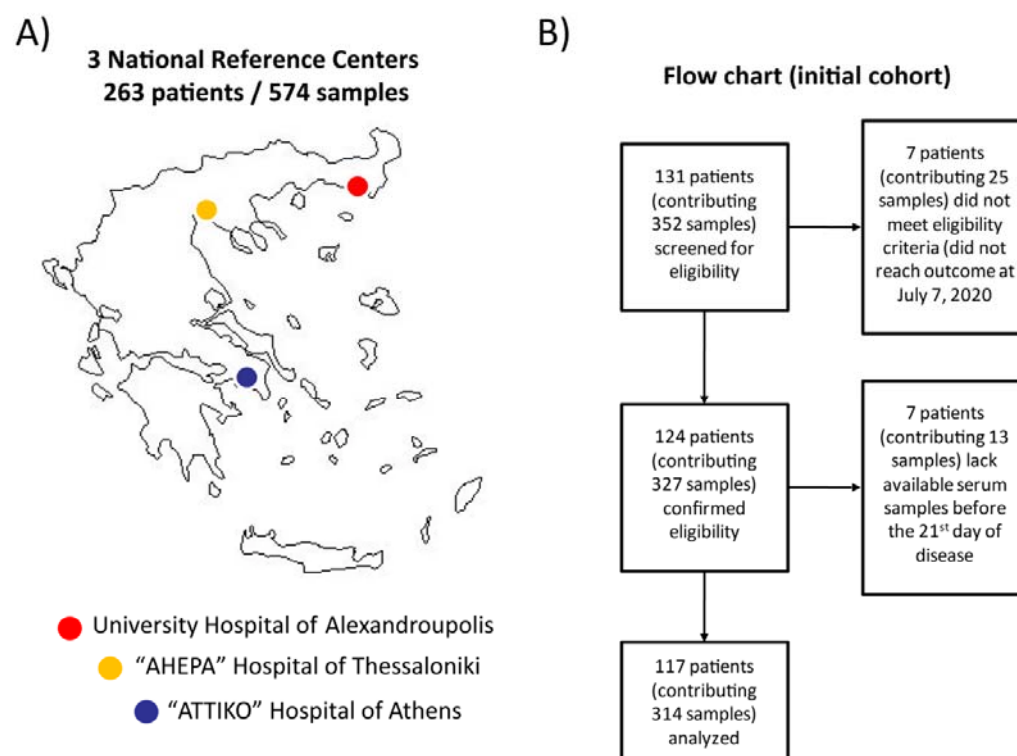 A)
3 National Reference Centers
263 patients / 574 samples
University Hospital of Alexandroupolis
“AHEPA” Hospital of Thessaloniki
“ATTIKO” Hospital of Athens
B)
Flow chart (initial cohort)
131 patients
(contributing
352 samples)
screened for
eligibility
7 patients
(contributing 25
samples) did not
meet eligibility
criteria (did not
reach outcome at
July 7, 2020
124 patients
(contributing
327 samples)
confirmed
eligibility
7 patients
(contributing 13
samples) lack
available serum
samples before
the 21st day of
disease
117 patients
(contributing
314 samples)
analyzed